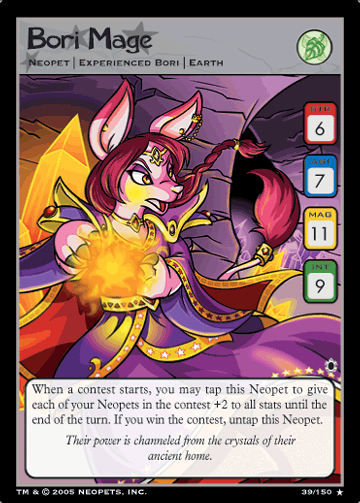 Bori Mage
NEOPET | EXPERIENCED BORI | EARTH
STR
6
AGI
7
MAG
11
INT
9
When a contest starts, you may tap this Neopet to give
each of your Neopets in the contest +2 to all stats until the
end of the turn. If you win the contest, untap this Neopet.
Their power is channeled from the crystals of their
ancient home.
TM & © 2005 NEOPETS, INC.
39/150 ★